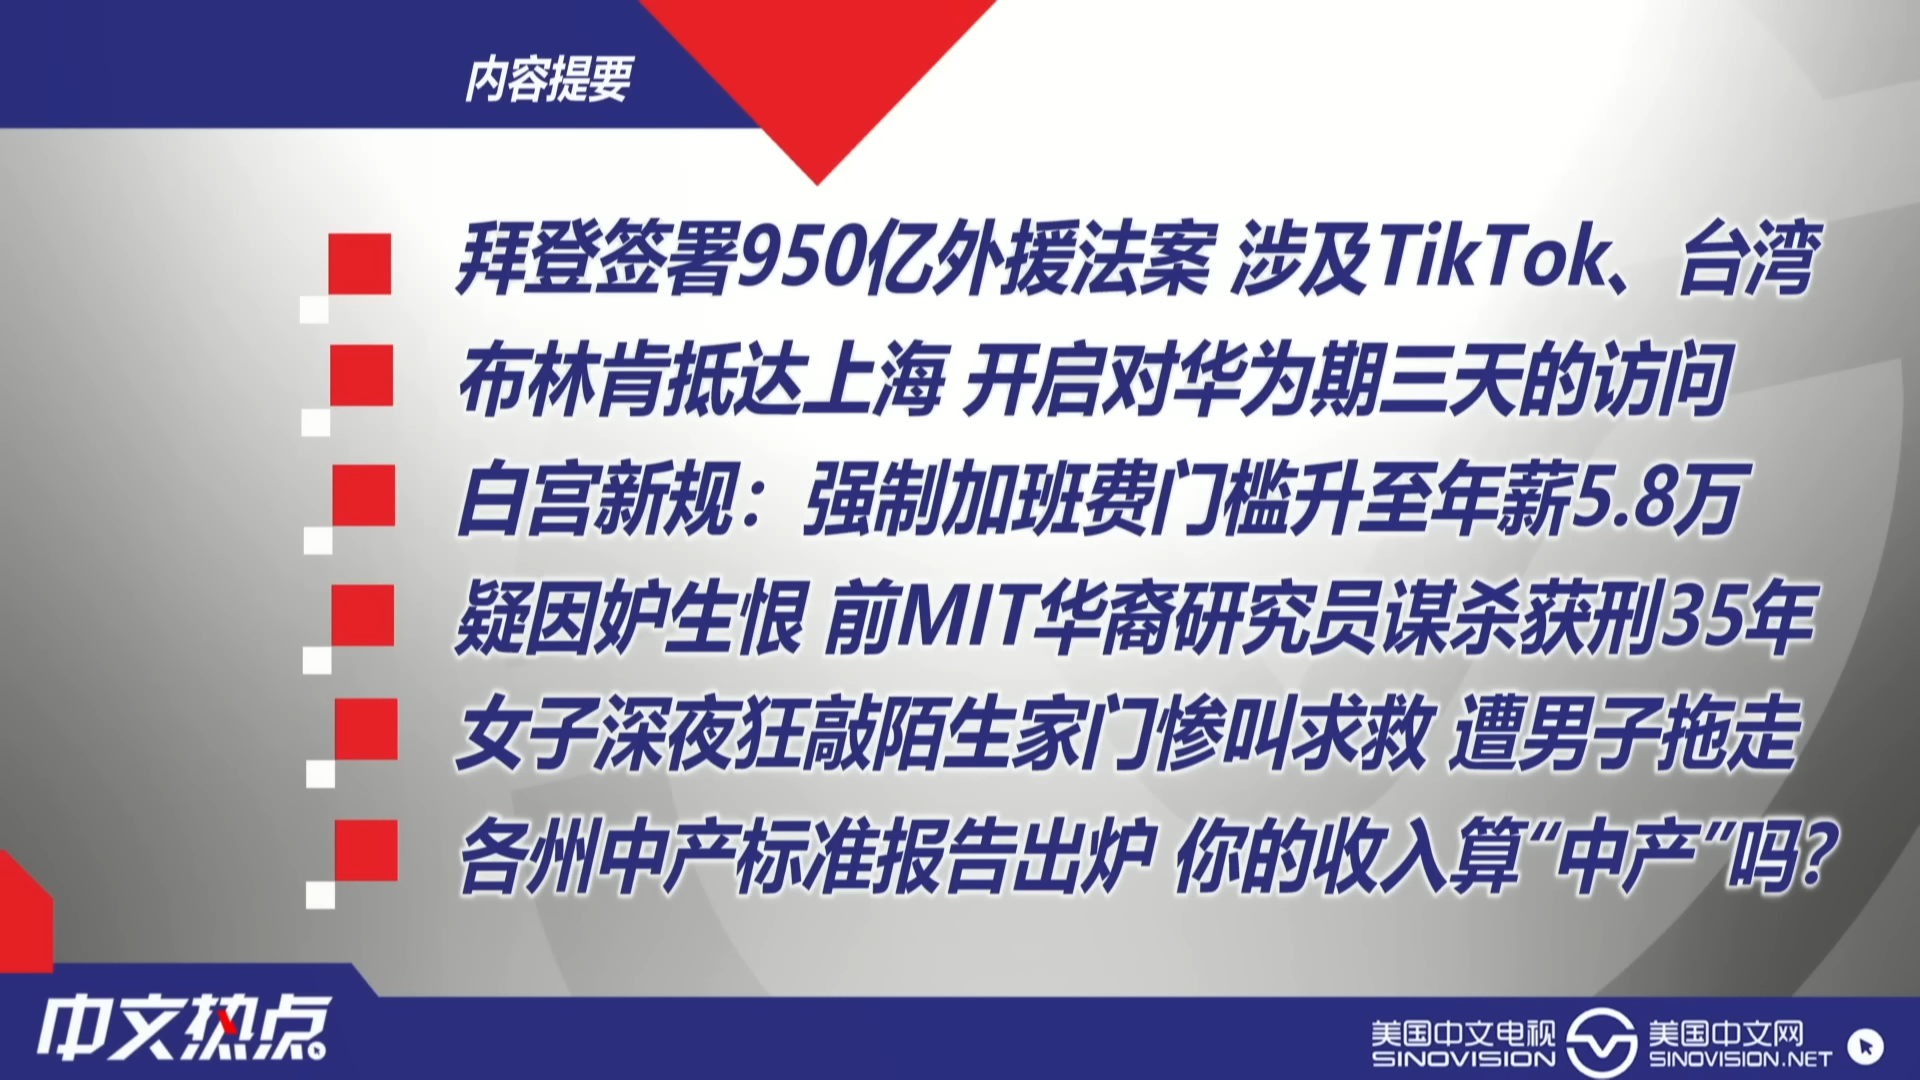 内容提要
拜登签署950亿外援法案 涉及TikTok、台湾
布林肯抵达上海 开启对华为期三天的访问
白宫新规：强制加班费门槛升至年薪5.8万
疑因妒生恨 前MIT华裔研究员谋杀获刑35年
女子深夜狂敲陌生家门惨叫求救 遭男子拖走
各州中产标准报告出炉 你的收入算“中产”吗?
中文热点
美国中文电视 美国中文网
SINOVISION SINOVISION.NET